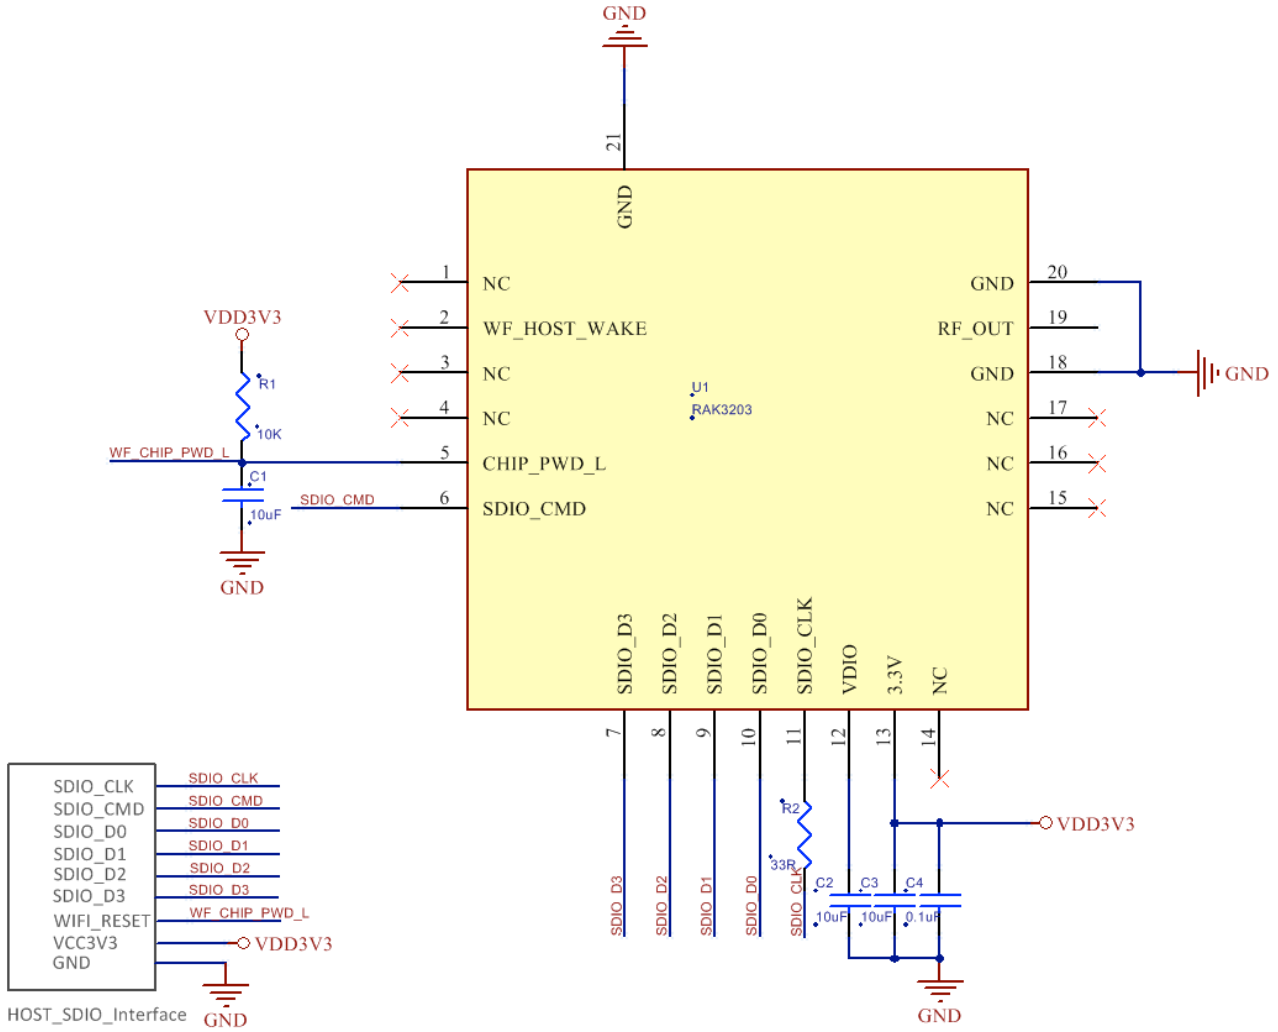 GND
21
GND
1
NC
2
WF_HOST_WAKE
3
NC
4
NC
5
CHIP_PWD_L
6
SDIO_CMD
VDD3V3
R1
10K
WF_CHIP_PWD_L
C1
10uF
GND
SDIO_CMD
U1
RAK3203
20
GND
19
RF_OUT
18
GND
GND
17
NC
16
NC
15
NC
SDIO_D3
SDIO_D2
SDIO_D1
SDIO_D0
SDIO_CLK
VDIO
3.3V
NC
7
8
9
10
11
12
13
14
SDIO_D3
SDIO_D2
SDIO_D1
SDIO_D0
SDIO_CLK
R2
33R
VDD3V3
C2
10uF
C3
10uF
C4
0.1uF
GND
SDIO_CLK SDIO_CLK
SDIO_CMD SDIO_CMD
SDIO_D0 SDIO_D0
SDIO_D1 SDIO_D1
SDIO_D2 SDIO_D2
SDIO_D3 SDIO_D3
WIFI_RESET WF_CHIP_PWD_L
VCC3V3 VDD3V3
GND
GND
HOST_SDIO_Interface